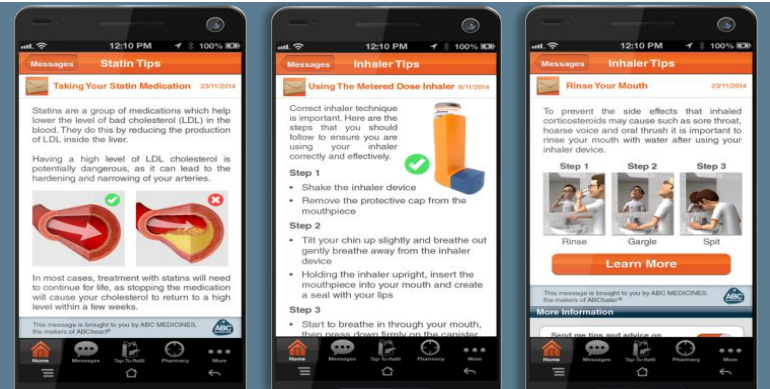 12:10 PM 100%
Messages Statin Tips
Taking Your Statin Medication 23/11/2014
Statins are a group of medications which help
lower the level of bad cholesterol (LDL) in the
blood. They do this by reducing the production
of LDL inside the liver.
Having a high level of LDL cholesterol is
potentially dangerous, as it can lead to the
hardening and narrowing of your arteries.
In most cases, treatment with statins will need
to continue for life, as stopping the medication
will cause your cholesterol to return to a high
level within a few weeks.
This message is brought to you by ABC MEDICINES,
the makers of ABCheart®
ABC
Home Messages Tap-To-Refill Pharmacy More
12:10 PM 100%
Messages Inhaler Tips
Using The Metered Dose Inhaler 6/11/2014
Correct inhaler technique
is important. Here are the
steps that you should
follow to ensure you are
using your inhaler
correctly and effectively.
Step 1
• Shake the inhaler device
• Remove the protective cap from the
mouthpiece
Step 2
• Tilt your chin up slightly and breathe out
gently breathe away from the inhaler
device
• Holding the inhaler upright, insert the
mouthpiece into your mouth and create
a seal with your lips
Step 3
• Start to breathe in through your mouth,
then press down firmly on the canister
Home Messages Tap-To-Refill Pharmacy More
12:10 PM 100%
Messages Inhaler Tips
Rinse Your Mouth 23/11/2014
To prevent the side effects that inhaled
corticosteroids may cause such as sore throat,
hoarse voice and oral thrush it is important to
rinse your mouth with water after using your
inhaler device.
Step 1 Step 2 Step 3
Rinse Gargle Spit
Learn More
This message is brought to you by ABC MEDICINES,
the makers of ABChaler®
ABC
More Information
Send me tips and advice on
Home Messages Tap-To-Refill Pharmacy More